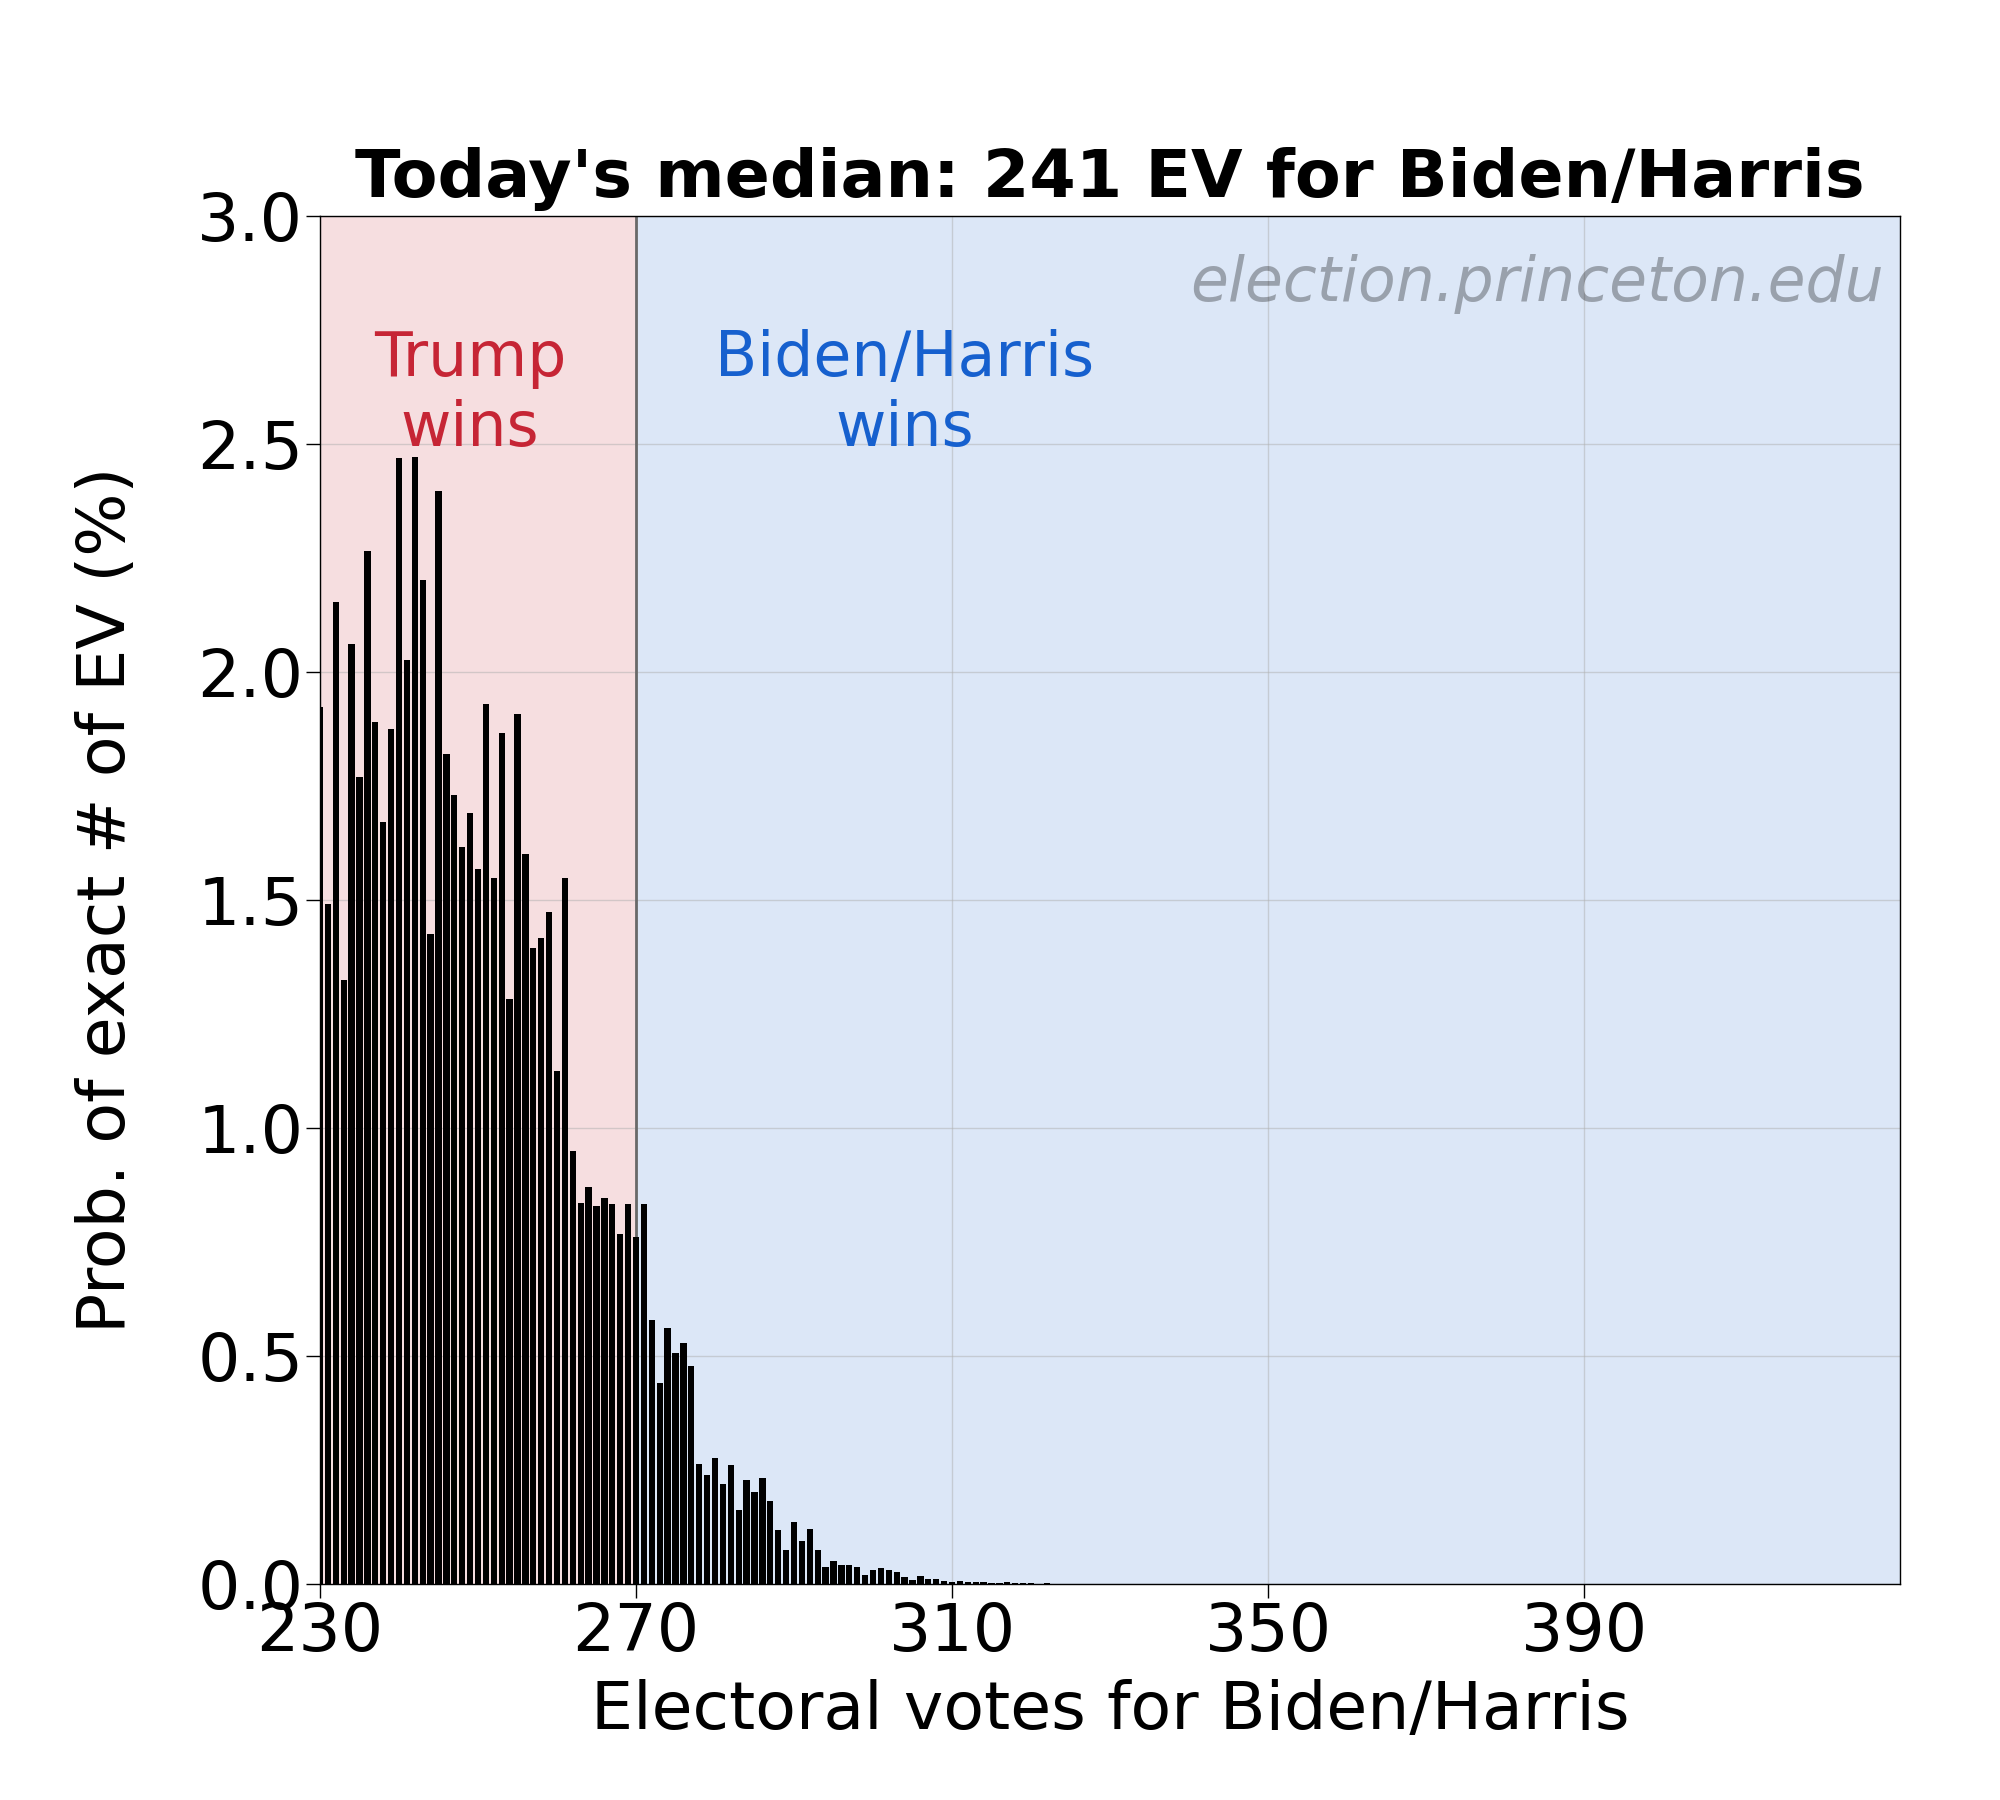 Today's median: 241 EV for Biden/Harris
election.princeton.edu
Trump
wins
Biden/Harris
wins
Prob. of exact # of EV (%)
3.0
2.5
2.0
1.5
1.0
0.5
0.0
230 270 310 350 390
Electoral votes for Biden/Harris